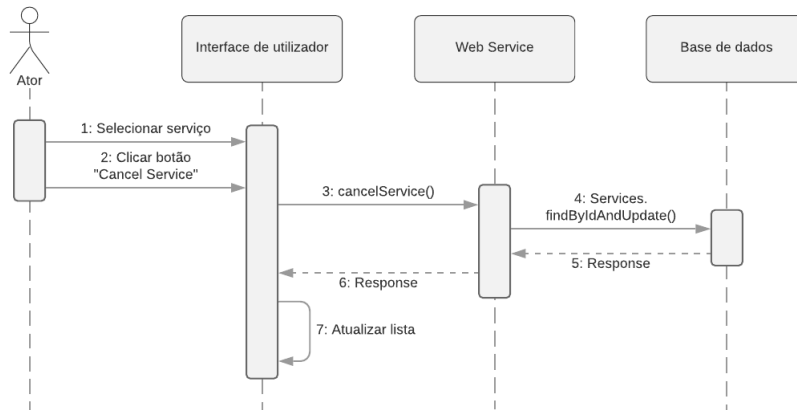 Ator
Interface de utilizador
Web Service
Base de dados
1: Selecionar serviço
2: Clicar botão
"Cancel Service"
3: cancelService()
4: Services.
findByIdAndUpdate()
5: Response
6: Response
7: Atualizar lista